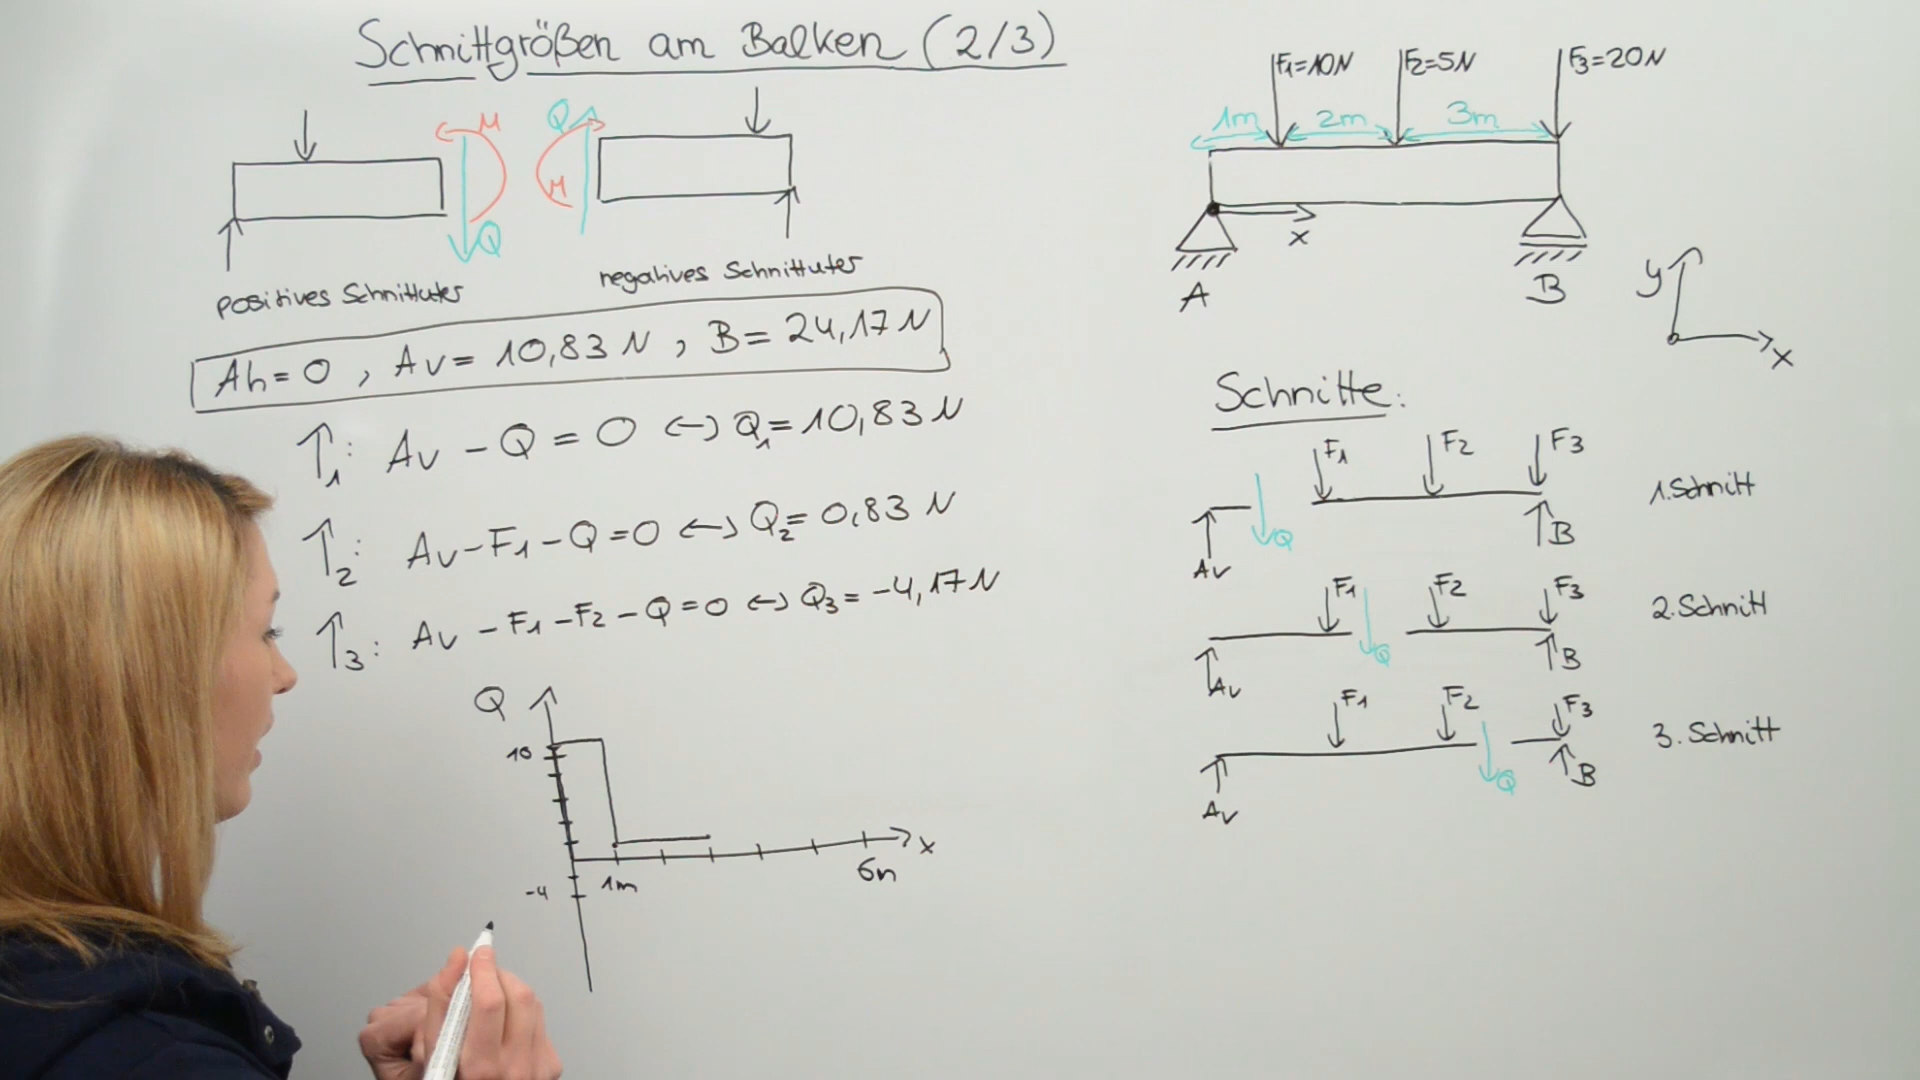 Schnittgrößen am Balken (2/3)
M
Q
Q
M
positives Schnittufer
negatives Schnittufer
Ah=0 , Av= 10,83 N , B= 24,17 N
↑1: Av - Q = 0 <-> Q1= 10,83 N
↑2: Av-F1-Q=0 <-> Q2= 0,83 N
↑3: Av - F1 - F2 - Q = 0 <-> Q3 = -4,17 N
Q
10
-4
1m
6m
x
F1=10N
F2=5N
F3=20N
1m
2m
3m
x
A
B
y
x
Schnitte:
F1 F2 F3
1.Schnitt
Q
B
Av
F1 F2 F3
2.Schnitt
Q
B
Av
F1 F2 F3
3. Schnitt
Q
B
Av